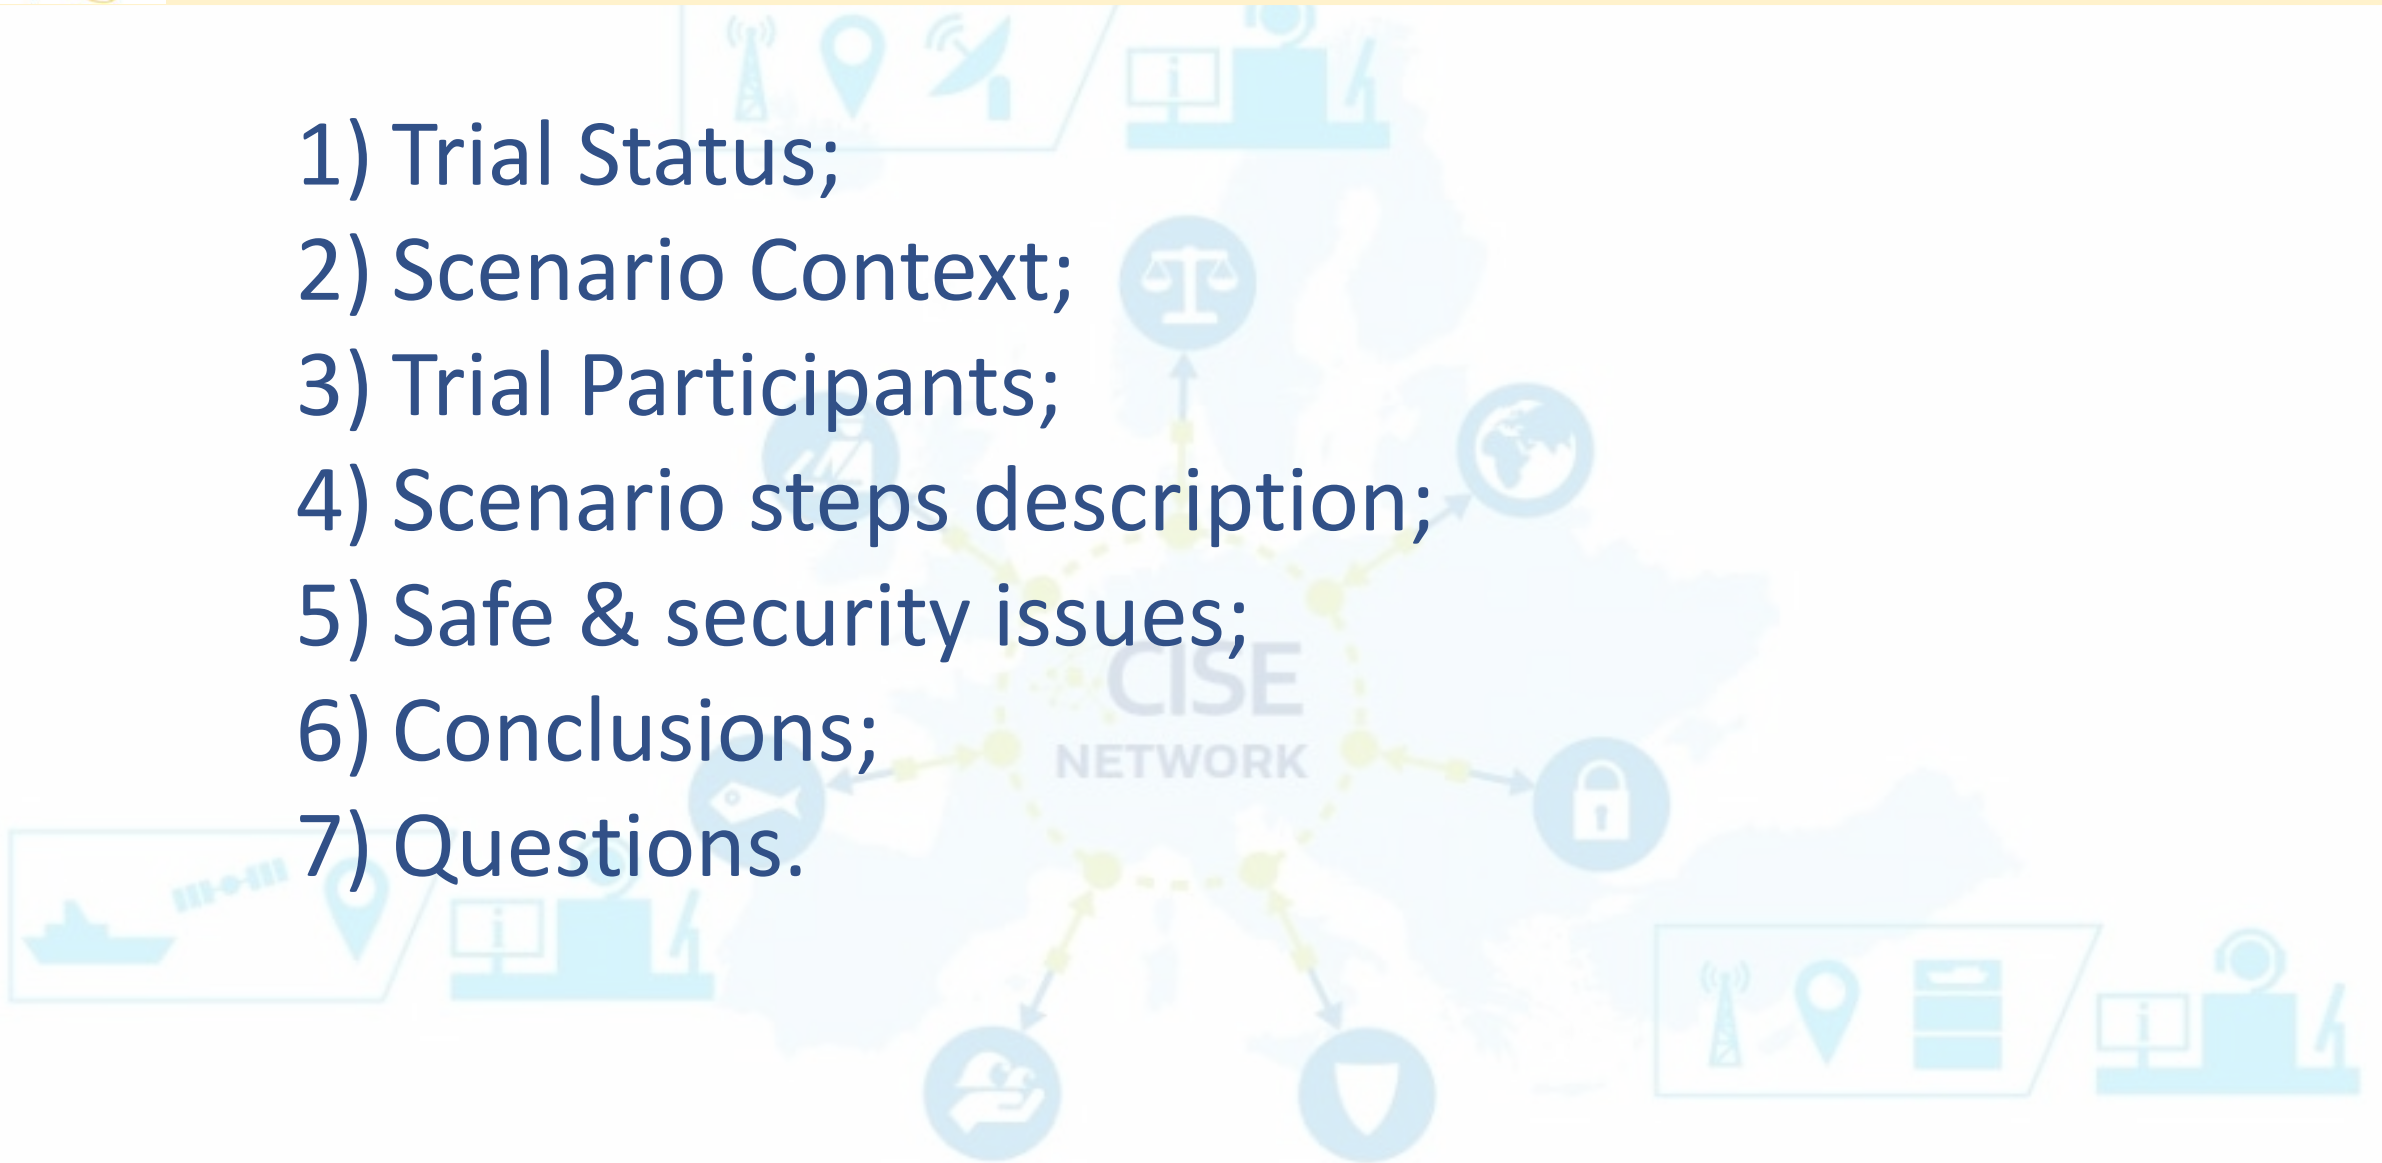 1) Trial Status;
2) Scenario Context;
3) Trial Participants;
4) Scenario steps description;
5) Safe & security issues;
CISE
NETWORK
6) Conclusions;
7) Questions.